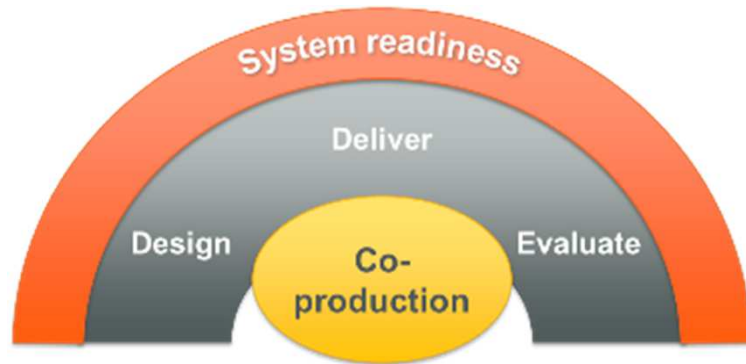 System readiness
Deliver
Design
Evaluate
Co-
production